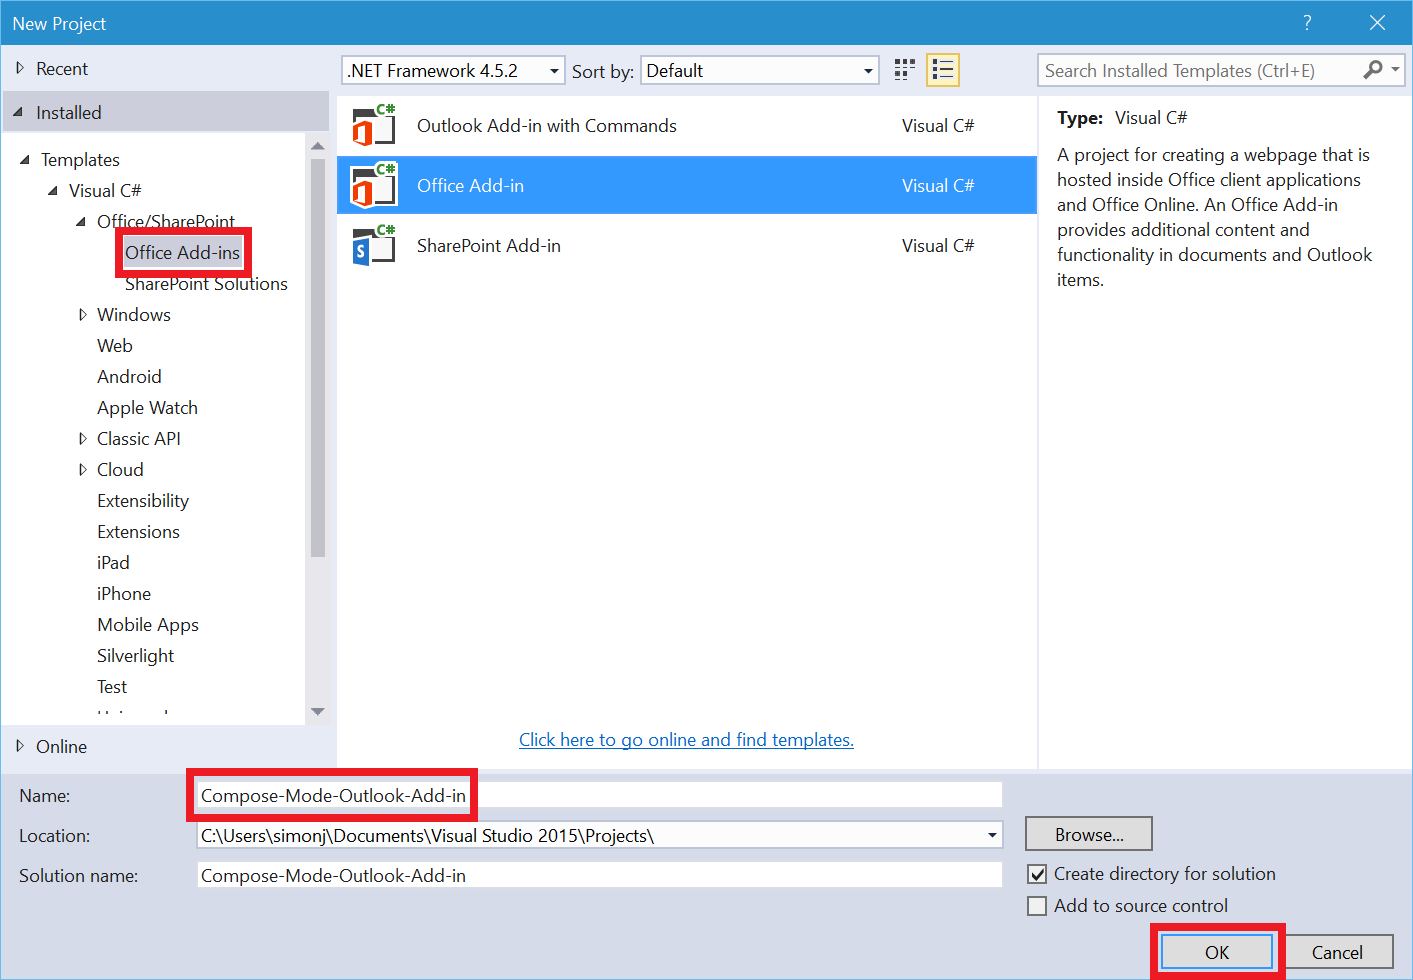 New Project
?
Recent
.NET Framework 4.5.2
Sort by:
Default
Search Installed Templates (Ctrl+E)
Installed
Templates
Visual C#
Office/SharePoint
Office Add-ins
SharePoint Solutions
Windows
Web
Android
Apple Watch
Classic API
Cloud
Extensibility
Extensions
iPad
iPhone
Mobile Apps
Silverlight
Test
Online
C# Outlook Add-in with Commands Visual C#
C# Office Add-in Visual C#
C# SharePoint Add-in Visual C#
Click here to go online and find templates.
Type: Visual C#
A project for creating a webpage that is
hosted inside Office client applications
and Office Online. An Office Add-in
provides additional content and
functionality in documents and Outlook
items.
Name: Compose-Mode-Outlook-Add-in
Location: C:\Users\simonj\Documents\Visual Studio 2015\Projects\
Browse...
Solution name: Compose-Mode-Outlook-Add-in
Create directory for solution
Add to source control
OK
Cancel